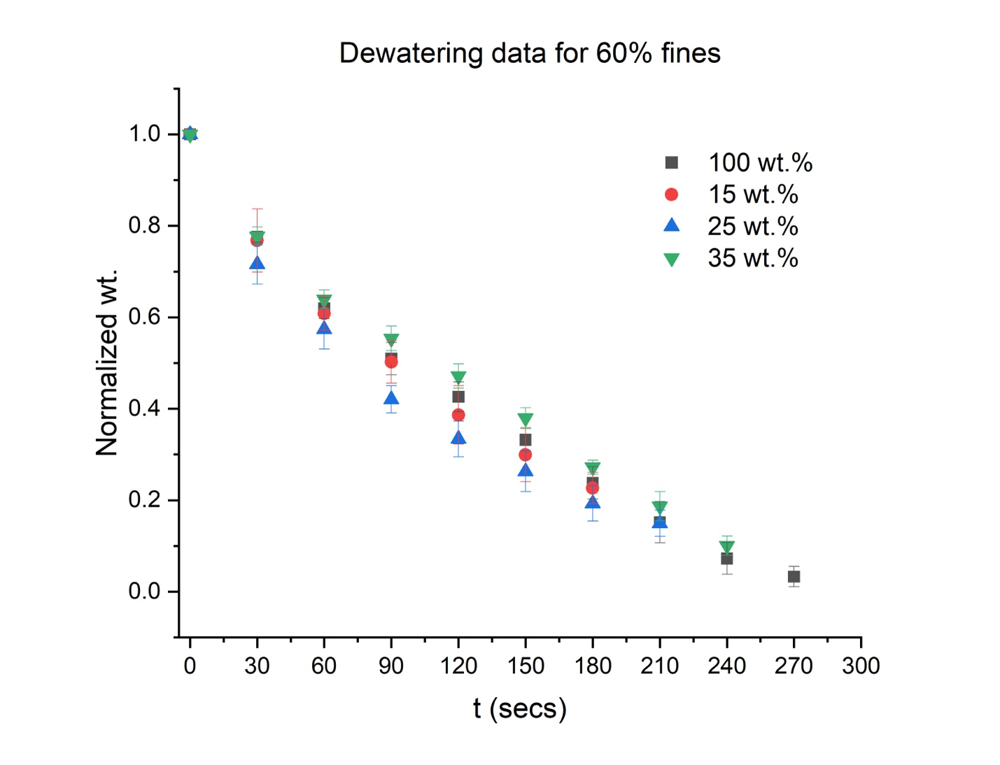 Dewatering data for 60% fines
1.0
0.8
0.6
0.4
0.2
0.0
Normalized wt.
100 wt.%
15 wt.%
25 wt.%
35 wt.%
0 30 60 90 120 150 180 210 240 270 300
t (secs)